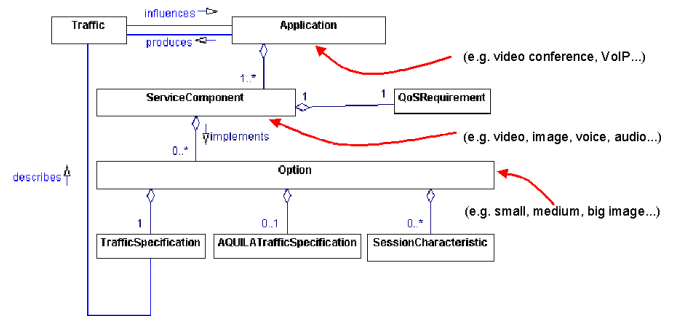 influences
Traffic
Application
produces
(e.g. video conference, VoIP...)
1..*
ServiceComponent
1
1
QoSRequirement
implements
(e.g. video, image, voice, audio...)
0..*
describes
Option
(e.g. small, medium, big image...)
1
0..1
0..*
TrafficSpecification
AQUILATrafficSpecification
SessionCharacteristic